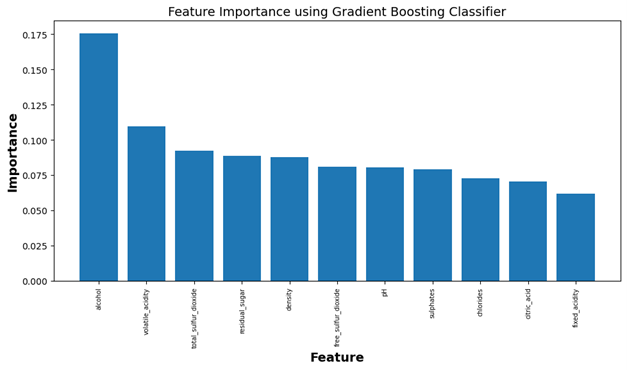 Feature Importance using Gradient Boosting Classifier
0.175
0.150
0.125
0.100
0.075
0.050
0.025
0.000
Importance
alcohol
volatile_acidity
total_sulfur_dioxide
residual_sugar
density
free_sulfur_dioxide
pH
sulphates
chlorides
citric_acid
fixed_acidity
Feature